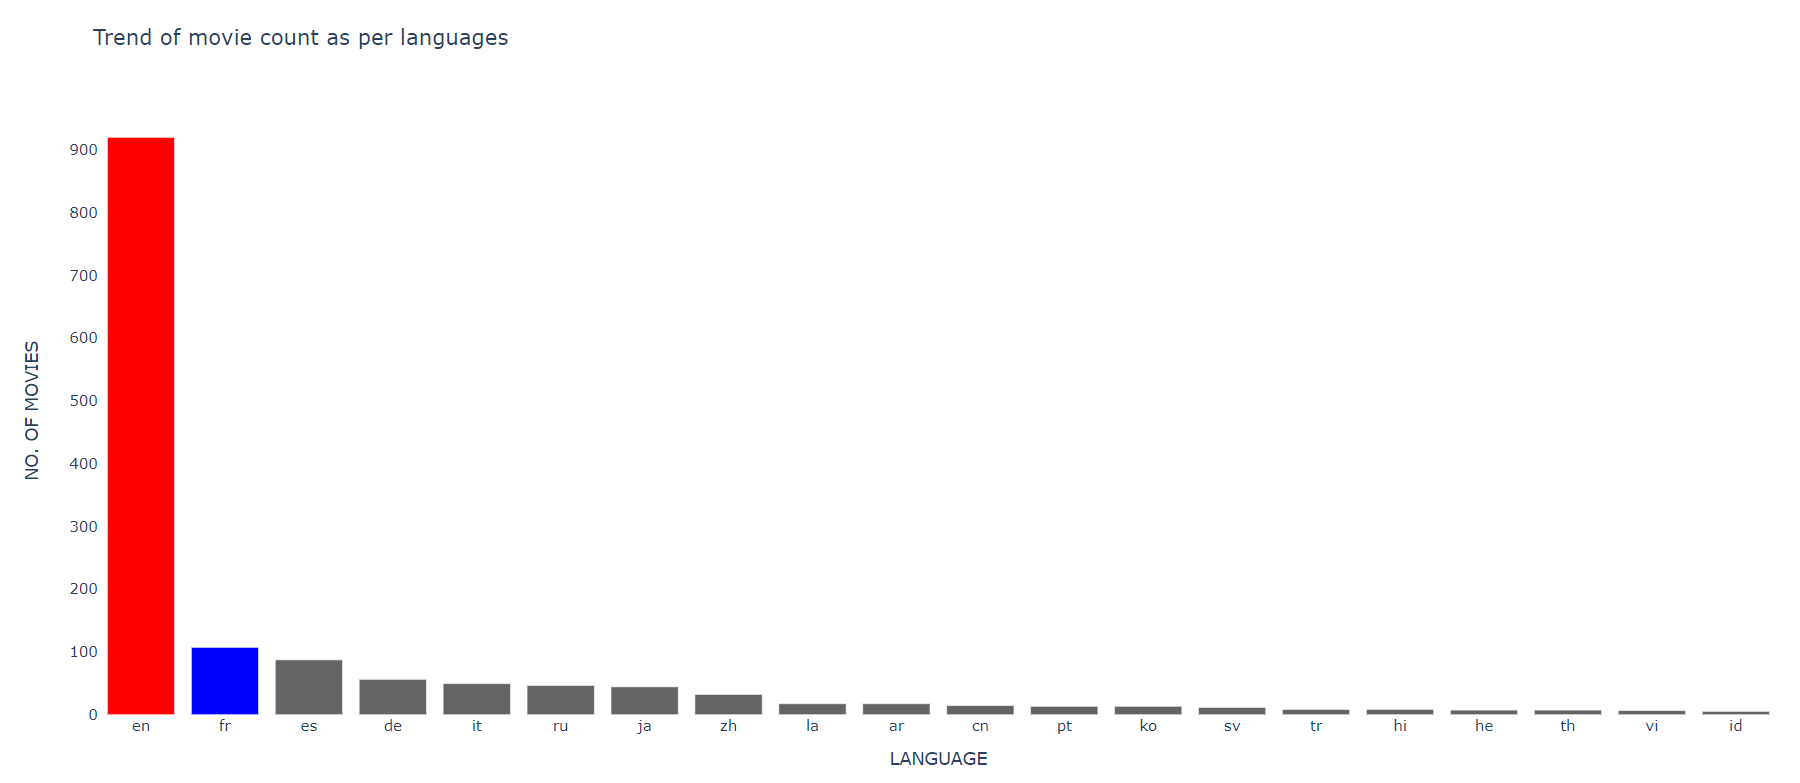 Trend of movie count as per languages
NO. OF MOVIES
900
800
700
600
500
400
300
200
100
0
en fr es de it ru ja zh la ar cn pt ko sv tr hi he th vi id
LANGUAGE